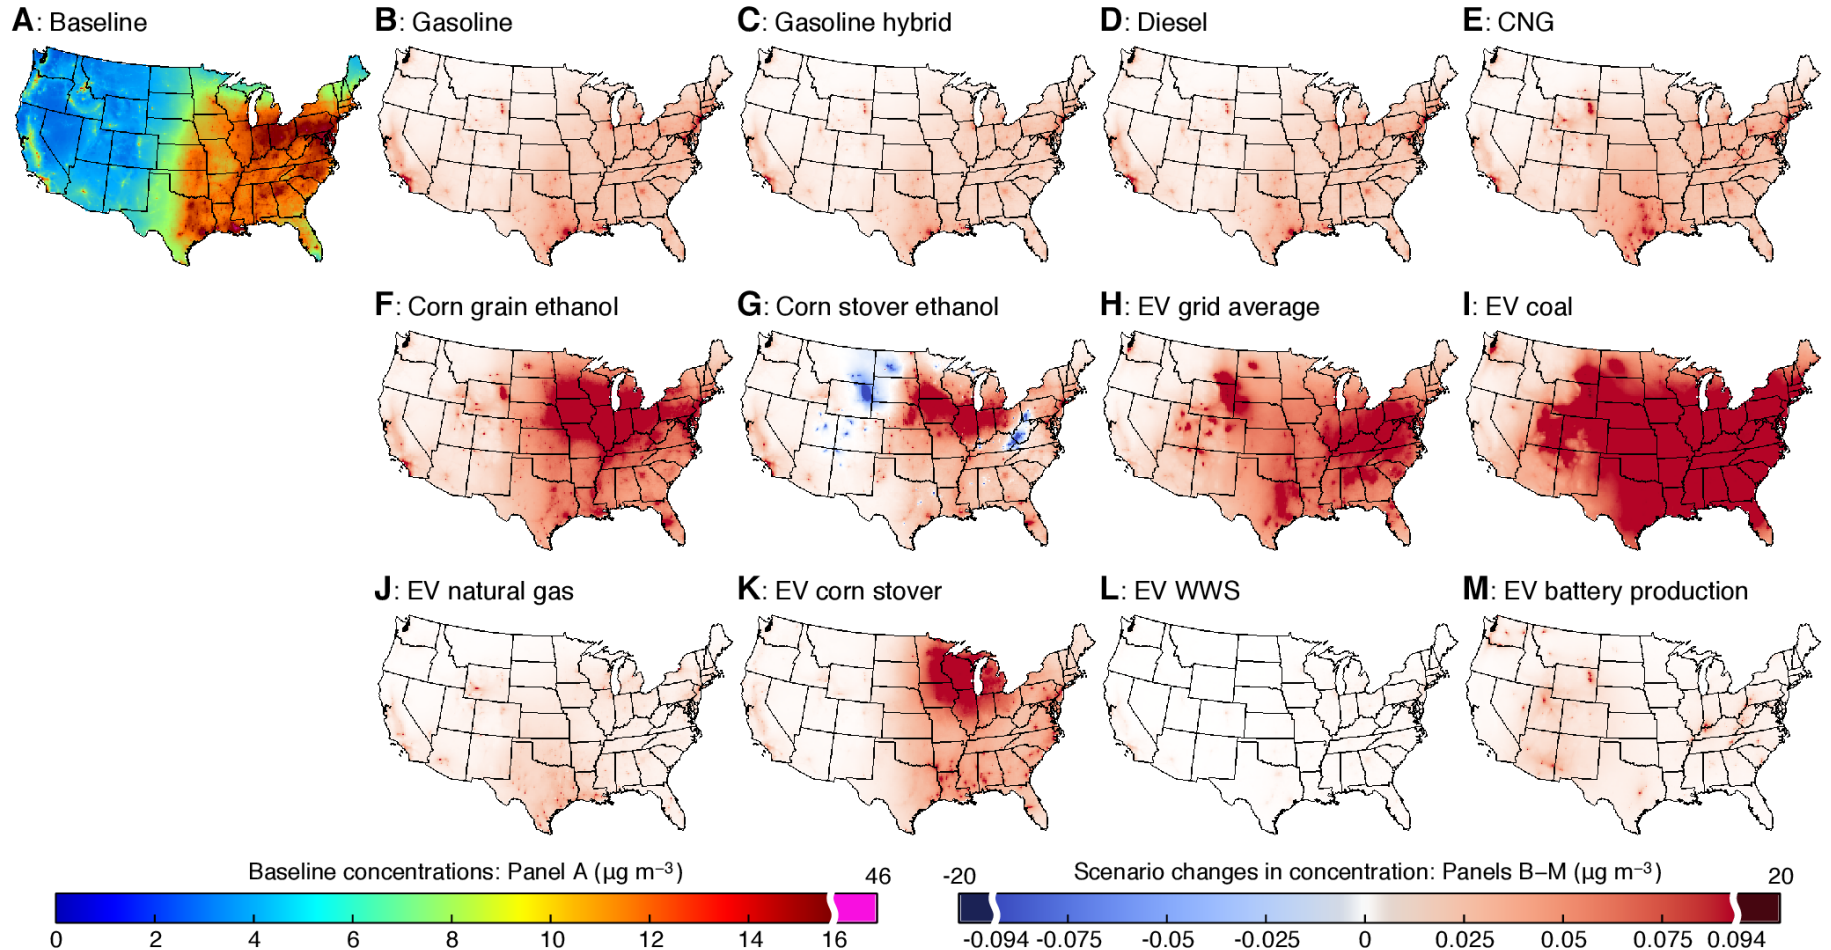 A: Baseline
B: Gasoline
C: Gasoline hybrid
D: Diesel
E: CNG
F: Corn grain ethanol
G: Corn stover ethanol
H: EV grid average
I: EV coal
J: EV natural gas
K: EV corn stover
L: EV WWS
M: EV battery production
Baseline concentrations: Panel A (µg m⁻³)
46
0 2 4 6 8 10 12 14 16
-20
Scenario changes in concentration: Panels B–M (µg m⁻³)
20
-0.094 -0.075 -0.05 -0.025 0 0.025 0.05 0.075 0.094